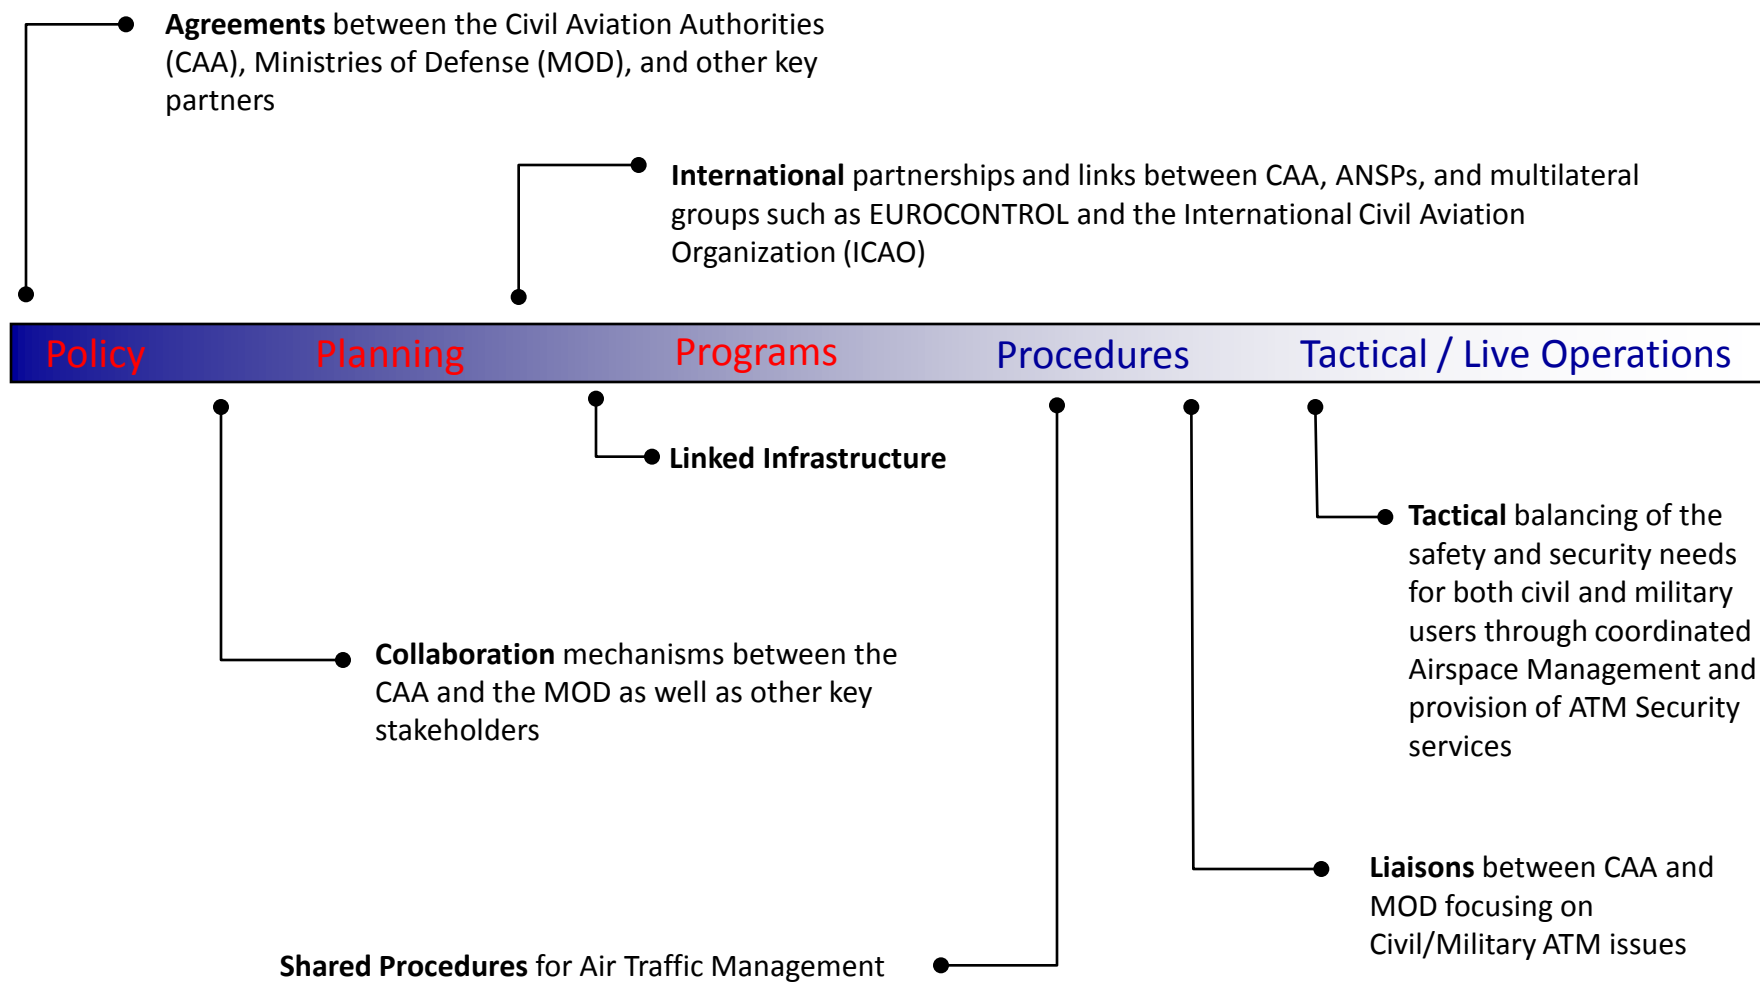 Agreements between the Civil Aviation Authorities
(CAA), Ministries of Defense (MOD), and other key
partners
International partnerships and links between CAA, ANSPs, and multilateral
groups such as EUROCONTROL and the International Civil Aviation
Organization (ICAO)
Policy Planning Programs Procedures Tactical / Live Operations
Linked Infrastructure
Tactical balancing of the
safety and security needs
for both civil and military
users through coordinated
Airspace Management and
provision of ATM Security
services
Collaboration mechanisms between the
CAA and the MOD as well as other key
stakeholders
Liaisons between CAA and
MOD focusing on
Civil/Military ATM issues
Shared Procedures for Air Traffic Management